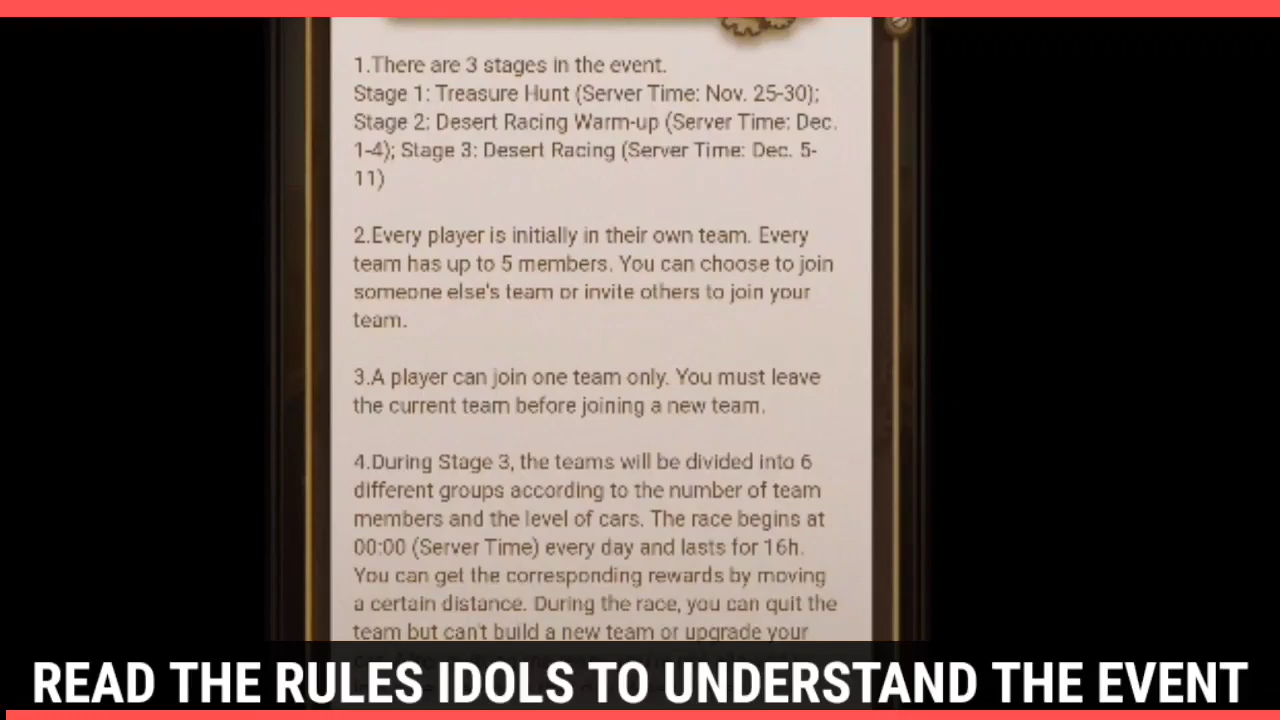 1.There are 3 stages in the event.
Stage 1: Treasure Hunt (Server Time: Nov. 25-30);
Stage 2: Desert Racing Warm-up (Server Time: Dec.
1-4); Stage 3: Desert Racing (Server Time: Dec. 5-
11)
2.Every player is initially in their own team. Every
team has up to 5 members. You can choose to join
someone else's team or invite others to join your
team.
3.A player can join one team only. You must leave
the current team before joining a new team.
4.During Stage 3, the teams will be divided into 6
different groups according to the number of team
members and the level of cars. The race begins at
00:00 (Server Time) every day and lasts for 16h.
You can get the corresponding rewards by moving
a certain distance. During the race, you can quit the
team but can't build a new team or upgrade your
READ THE RULES IDOLS TO UNDERSTAND THE EVENT